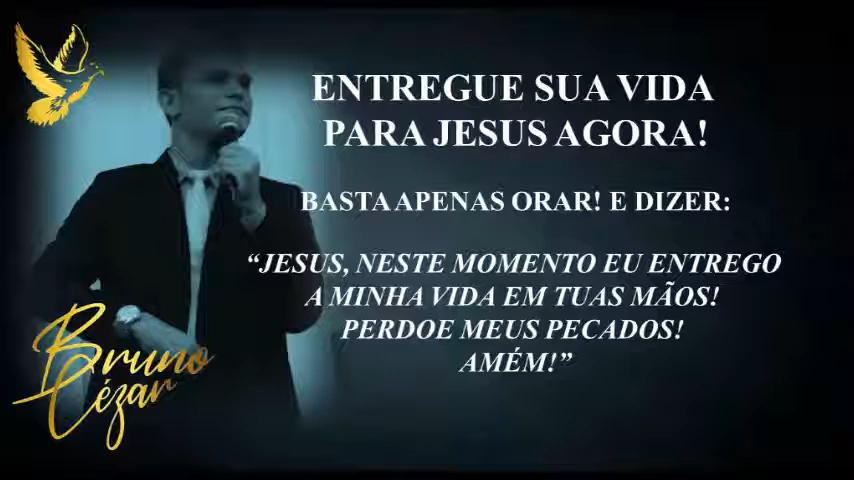 ENTREGUE SUA VIDA
PARA JESUS AGORA!
BASTA APENAS ORAR! E DIZER:
“JESUS, NESTE MOMENTO EU ENTREGO
A MINHA VIDA EM TUAS MÃOS!
PERDOE MEUS PECADOS!
AMÉM!”
Bruno
Cézar